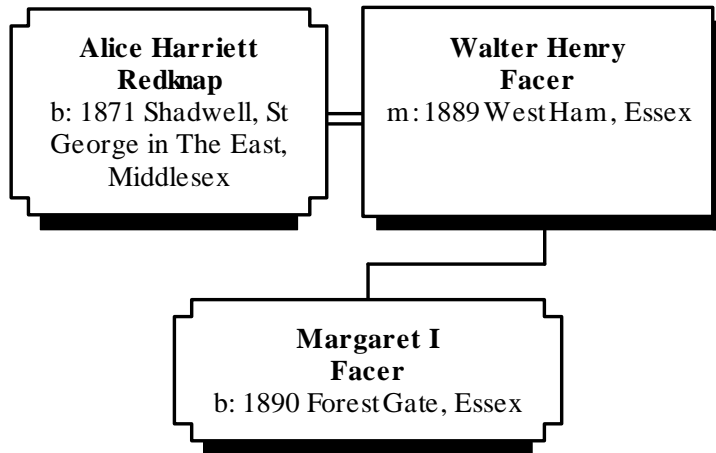 Alice Harriett
Redknap
b: 1871 Shadwell, St
George in The East,
Middlesex
Walter Henry
Facer
m: 1889 West Ham, Essex
Margaret I
Facer
b: 1890 Forest Gate, Essex